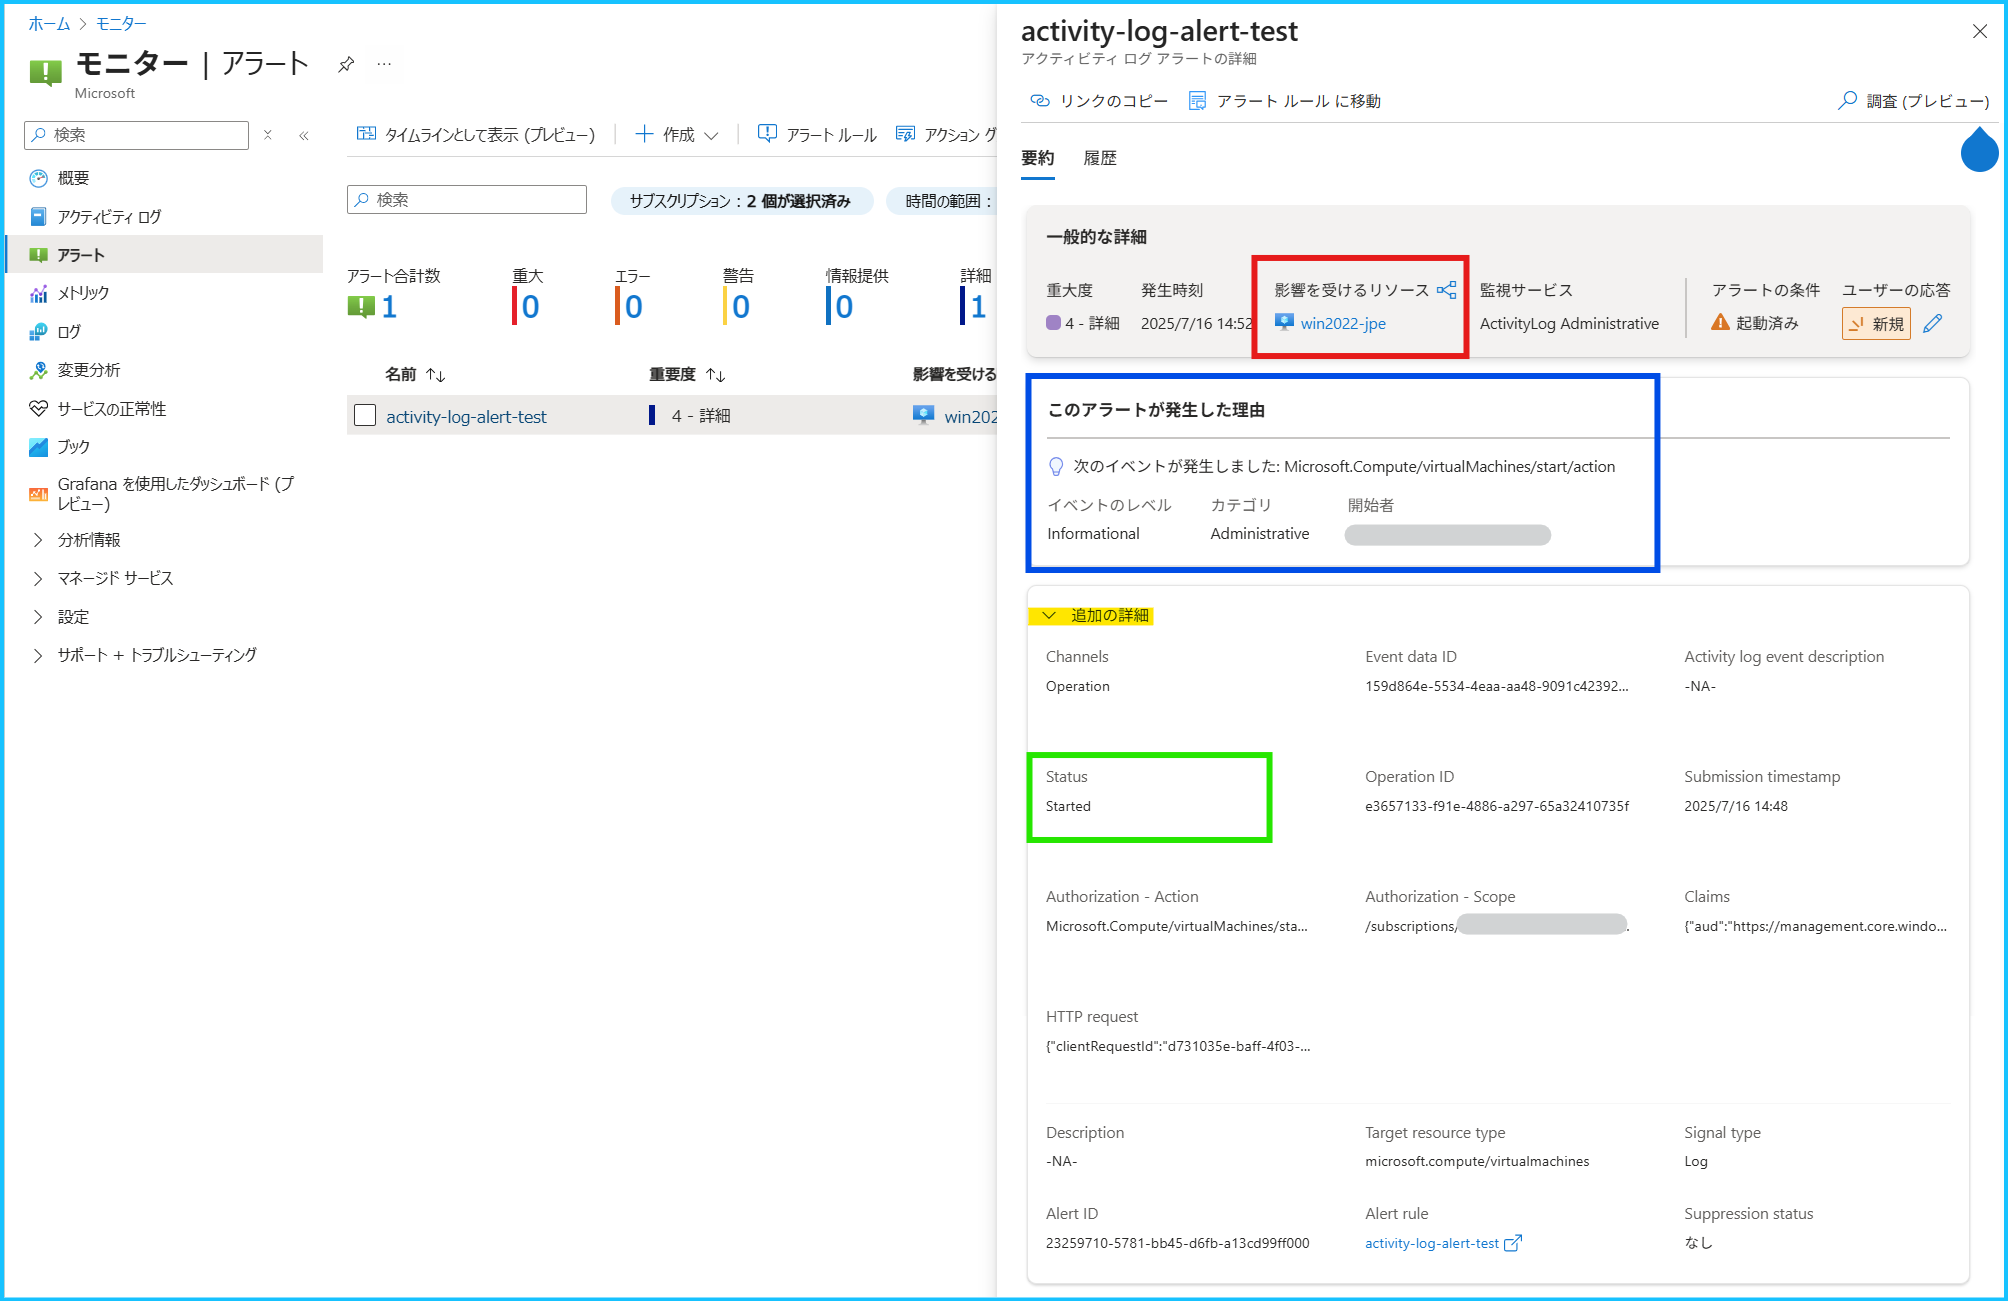 ホーム > モニター
モニター | アラート
Microsoft
検索
概要
アクティビティ ログ
アラート
メトリック
ログ
変更分析
サービスの正常性
ブック
Grafana を使用したダッシュボード (プ
レビュー)
分析情報
マネージド サービス
設定
サポート + トラブルシューティング
タイムラインとして表示 (プレビュー)
作成
アラート ルール
アクション グ
検索
サブスクリプション : 2 個が選択済み
時間の範囲 :
アラート合計数 重大 エラー 警告 情報提供 詳細
1 0 0 0 0 1
名前 ↑↓ 重要度 ↑↓ 影響を受ける
activity-log-alert-test 4 - 詳細 win202
activity-log-alert-test
アクティビティ ログ アラートの詳細
リンクのコピー アラート ルール に移動 調査 (プレビュー)
要約 履歴
一般的な詳細
重大度 発生時刻 影響を受けるリソース 監視サービス アラートの条件 ユーザーの応答
4 - 詳細 2025/7/16 14:52 win2022-jpe ActivityLog Administrative 起動済み 新規
このアラートが発生した理由
次のイベントが発生しました: Microsoft.Compute/virtualMachines/start/action
イベントのレベル カテゴリ 開始者
Informational Administrative
追加の詳細
Channels Event data ID Activity log event description
Operation 159d864e-5534-4eaa-aa48-9091c42392... -NA-
Status Operation ID Submission timestamp
Started e3657133-f91e-4886-a297-65a32410735f 2025/7/16 14:48
Authorization - Action Authorization - Scope Claims
Microsoft.Compute/virtualMachines/sta... /subscriptions/ . {"aud":"https://management.core.windo...
HTTP request
{"clientRequestId":"d731035e-baff-4f03-...
Description Target resource type Signal type
-NA- microsoft.compute/virtualmachines Log
Alert ID Alert rule Suppression status
23259710-5781-bb45-d6fb-a13cd99ff000 activity-log-alert-test なし